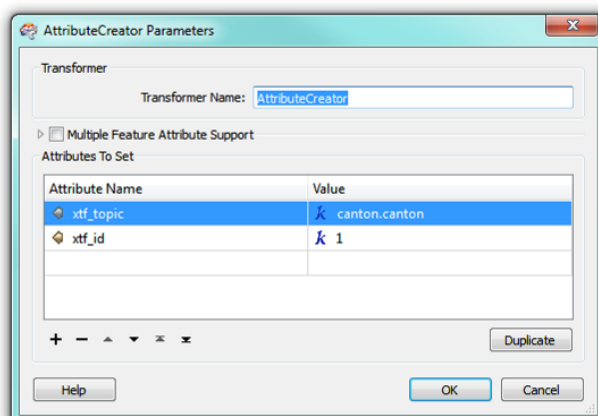 AttributeCreator Parameters
Transformer
Transformer Name: AttributeCreator
Multiple Feature Attribute Support
Attributes To Set
Attribute Name Value
xtf_topic k canton.canton
xtf_id k 1
Duplicate
Help OK Cancel